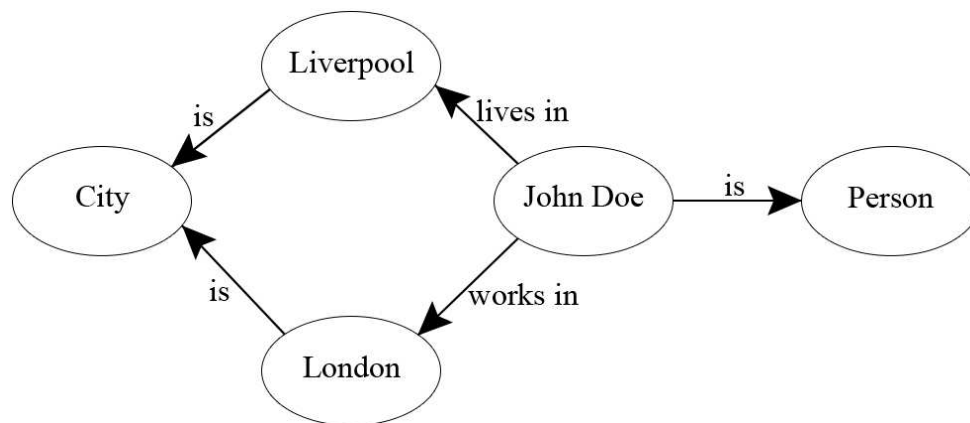 Liverpool
is
lives in
City
John Doe
is
Person
is
works in
London